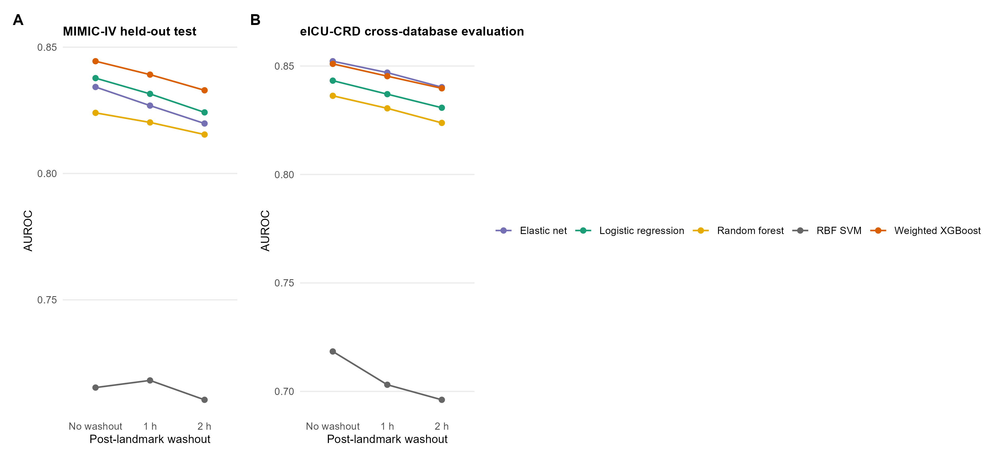 A
MIMIC-IV held-out test
0.85
0.80
0.75
AUROC
No washout 1 h 2 h
Post-landmark washout
B
eICU-CRD cross-database evaluation
0.85
0.80
0.75
0.70
AUROC
No washout 1 h 2 h
Post-landmark washout
Elastic net Logistic regression Random forest RBF SVM Weighted XGBoost